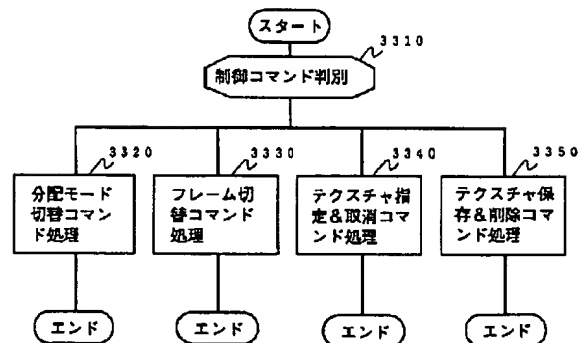 スタート
3310
制御コマンド判別
3320
3330
3340
3350
分配モード
切替コマン
ド処理
フレーム切
替コマンド
処理
テクスチャ指
定&取消コマ
ンド処理
テクスチャ保
存&削除コマ
ンド処理
エンド
エンド
エンド
エンド